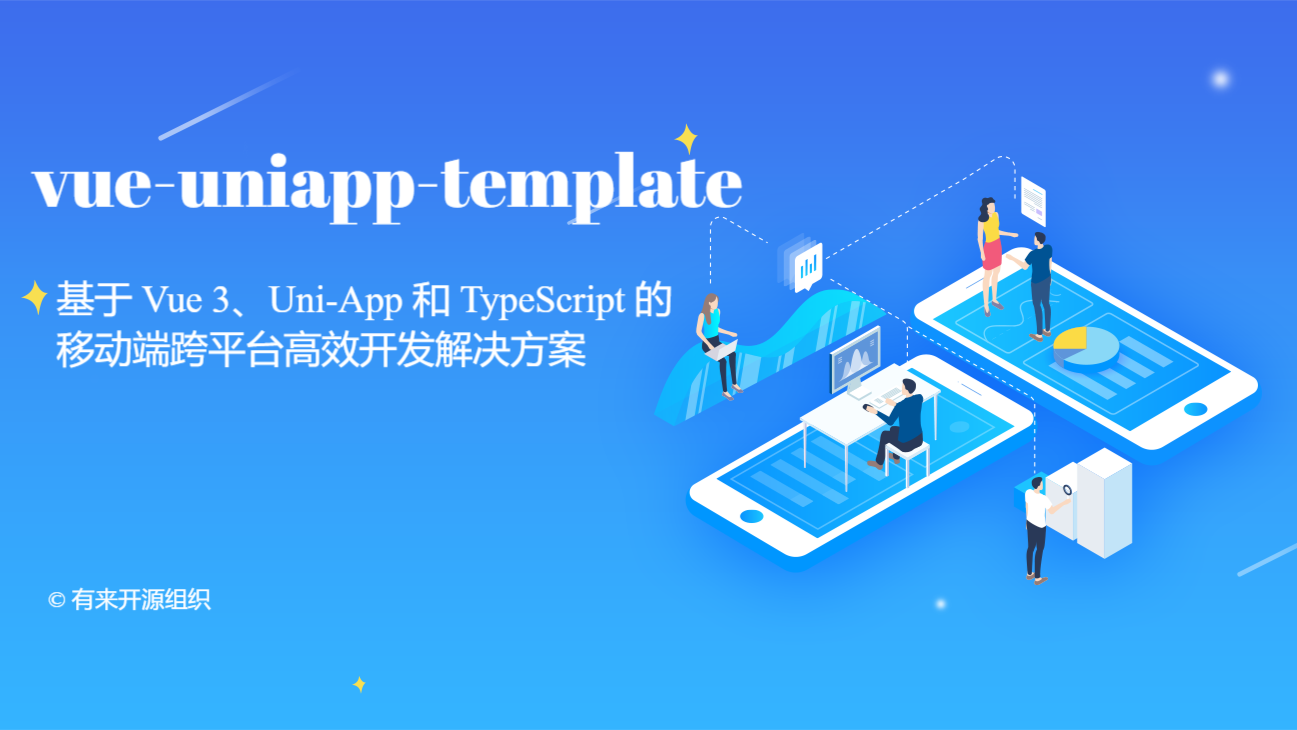 vue-uniapp-template
基于 Vue 3、Uni-App 和 TypeScript 的
移动端跨平台高效开发解决方案
© 有来开源组织